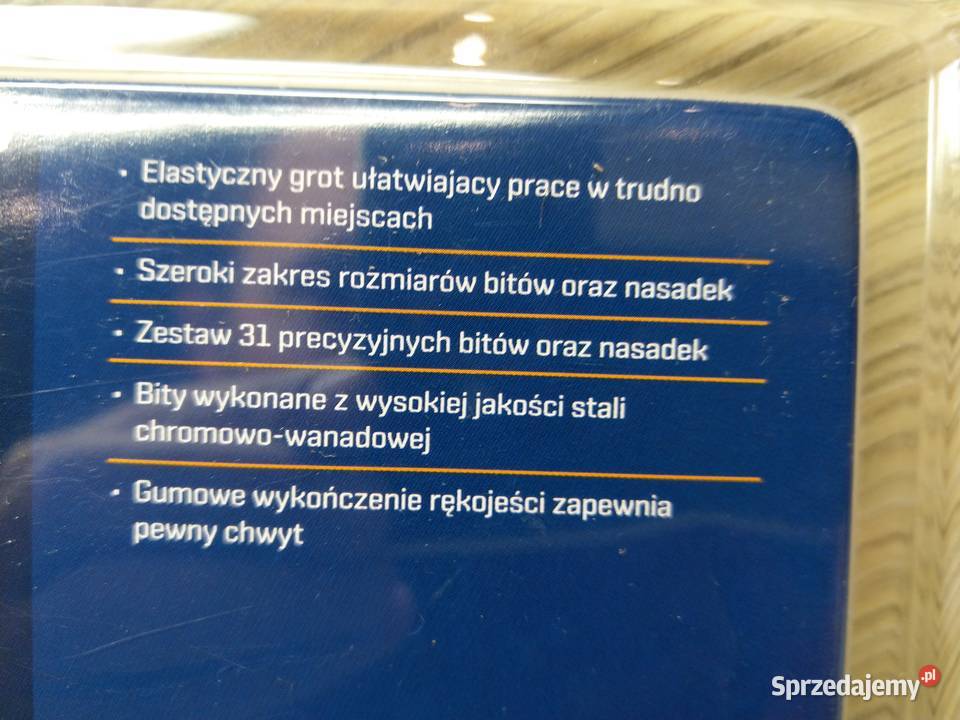 · Elastyczny grot ułatwiajacy prace w trudno
dostępnych miejscach
· Szeroki zakres rozmiarów bitów oraz nasadek
· Zestaw 31 precyzyjnych bitów oraz nasadek
· Bity wykonane z wysokiej jakości stali
chromowo-wanadowej
· Gumowe wykończenie rękojeści zapewnia
pewny chwyt
Sprzedajemy.pl